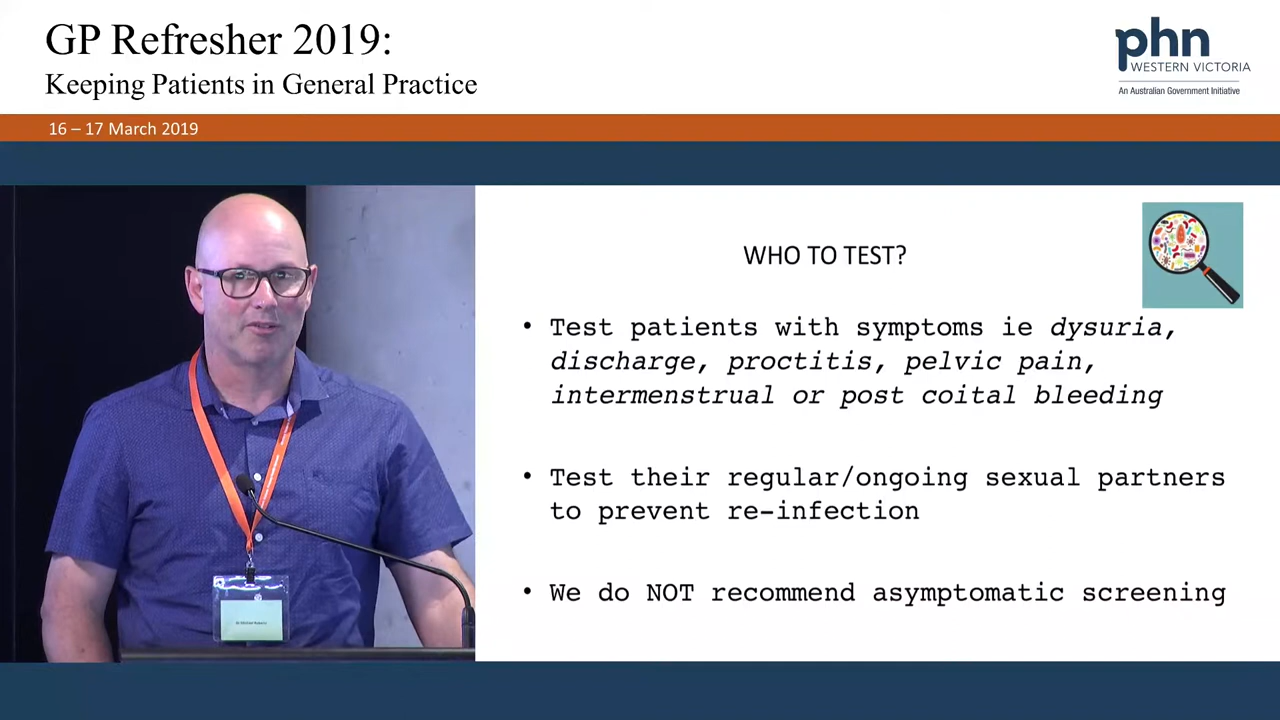 GP Refresher 2019:
Keeping Patients in General Practice
phn
WESTERN VICTORIA
An Australian Government Initiative
16 – 17 March 2019
WHO TO TEST?
• Test patients with symptoms ie dysuria,
discharge, proctitis, pelvic pain,
intermenstrual or post coital bleeding
• Test their regular/ongoing sexual partners
to prevent re-infection
• We do NOT recommend asymptomatic screening